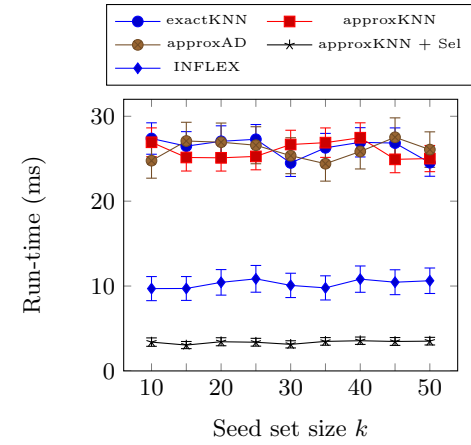 exactKNN approxKNN
approxAD approxKNN + Sel
INFLEX
30
20
10
0
Run-time (ms)
10 20 30 40 50
Seed set size k